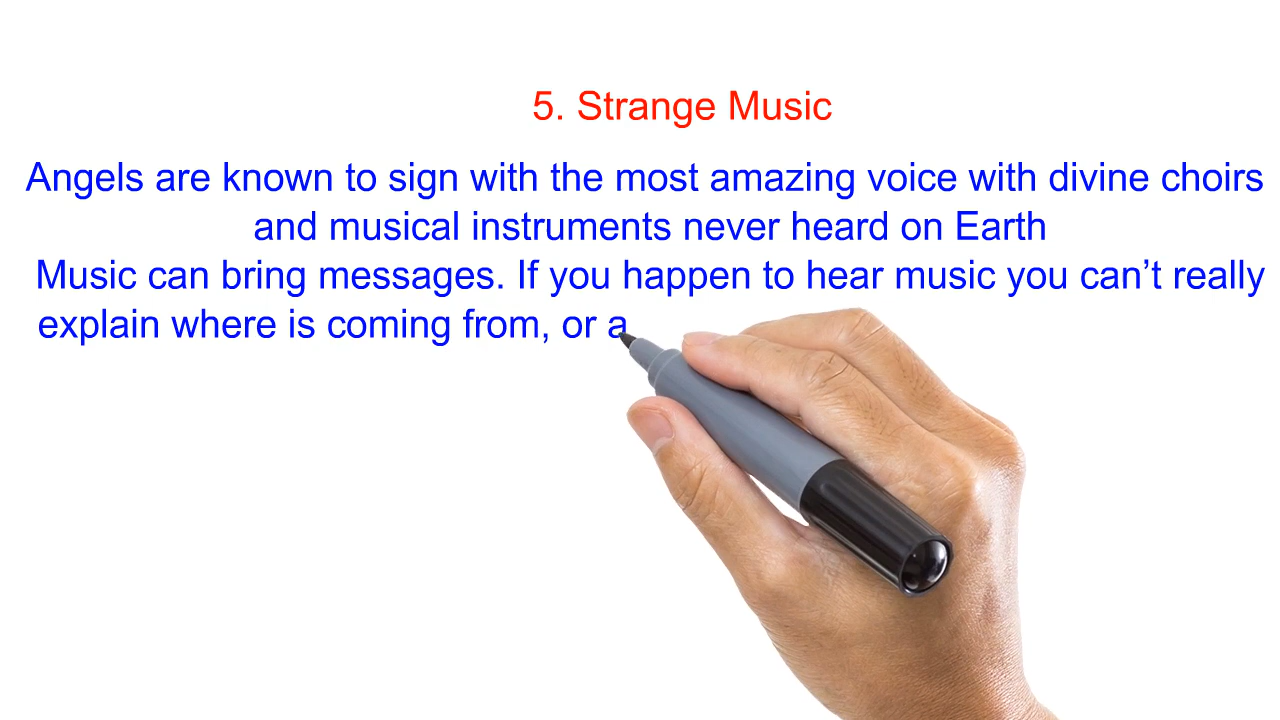 5. Strange Music
Angels are known to sign with the most amazing voice with divine choirs
and musical instruments never heard on Earth
Music can bring messages. If you happen to hear music you can’t really
explain where is coming from, or a